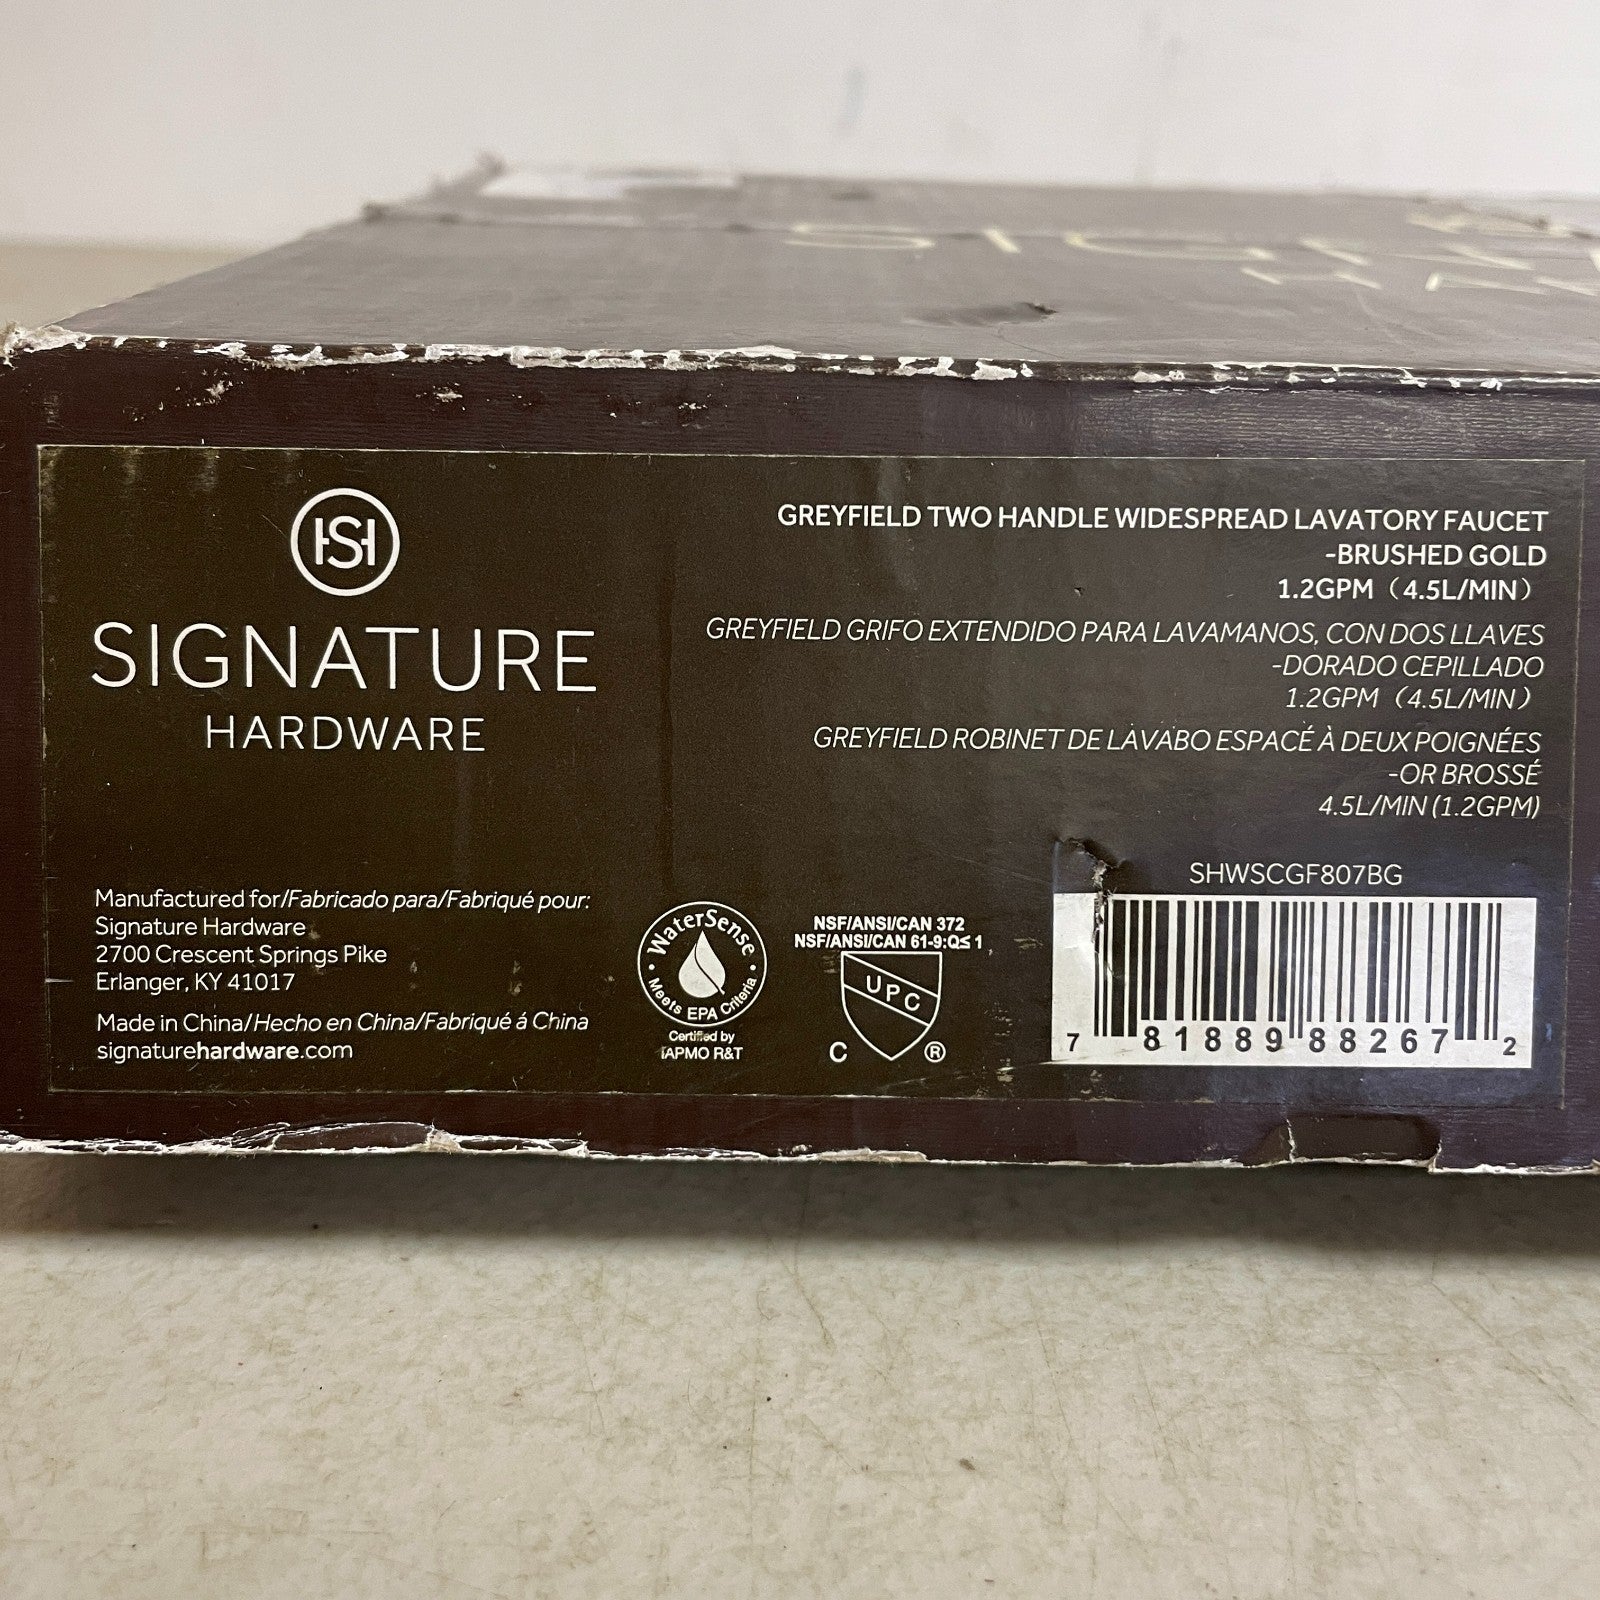 HS
SIGNATURE
HARDWARE
GREYFIELD TWO HANDLE WIDESPREAD LAVATORY FAUCET
-BRUSHED GOLD
1.2GPM（4.5L/MIN）
GREYFIELD GRIFO EXTENDIDO PARA LAVAMANOS, CON DOS LLAVES
-DORADO CEPILLADO
1.2GPM （4.5L/MIN）
GREYFIELD ROBINET DE LAVABO ESPACÉ À DEUX POIGNÉES
-OR BROSSÉ
4.5L/MIN (1.2GPM)
Manufactured for/Fabricado para/Fabriqué pour:
Signature Hardware
2700 Crescent Springs Pike
Erlanger, KY 41017
Made in China/Hecho en China/Fabriqué á China
signaturehardware.com
WaterSense
Meets EPA Criteria
Certified by
IAPMO R&T
NSF/ANSI/CAN 372
NSF/ANSI/CAN 61-9:Q≤ 1
UPC
C ®
SHWSCGF807BG
7 81889 88267 2